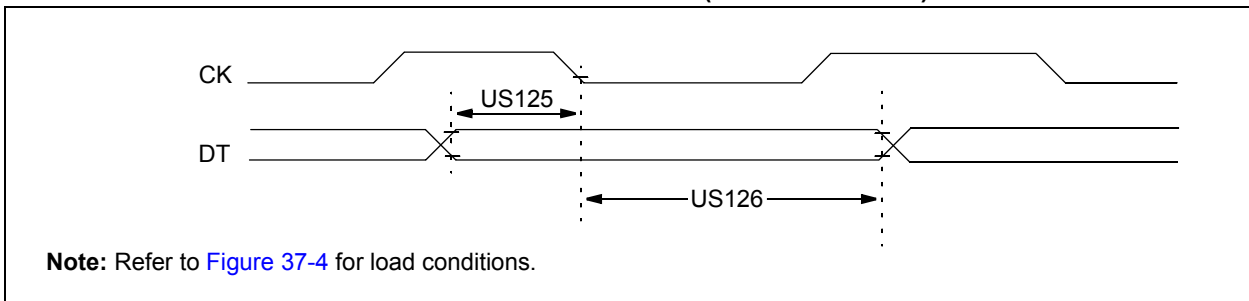 CK
US125
DT
US126
Note: Refer to Figure 37-4 for load conditions.